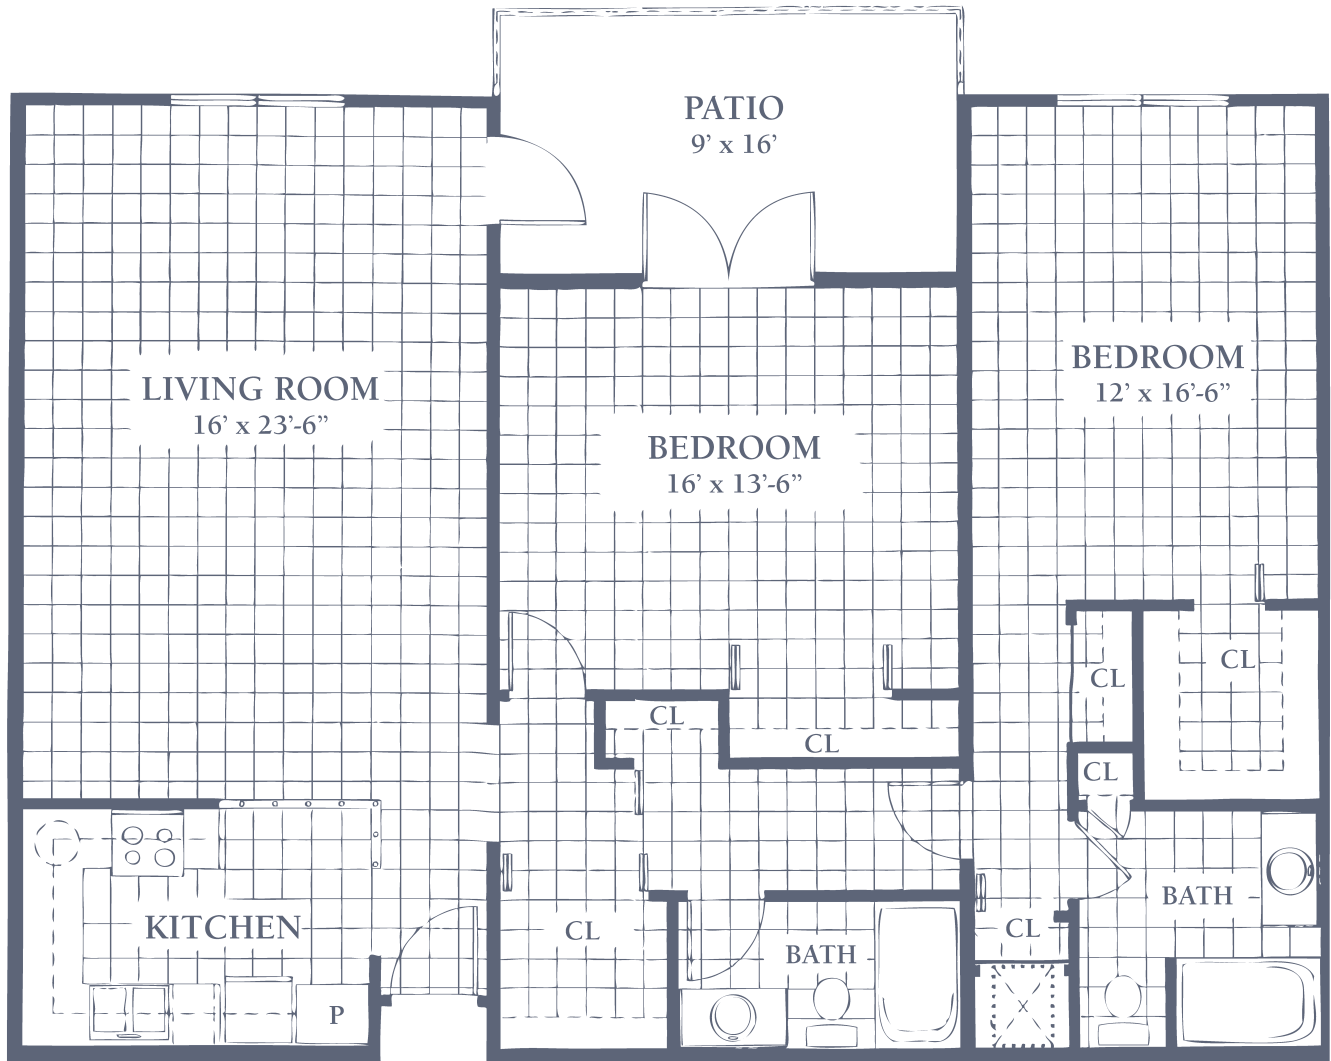 PATIO
9’ x 16’
LIVING ROOM
16’ x 23’-6”
BEDROOM
16’ x 13’-6”
BEDROOM
12’ x 16’-6”
CL
CL
CL
CL
CL
KITCHEN
P
CL
BATH
CL
BATH